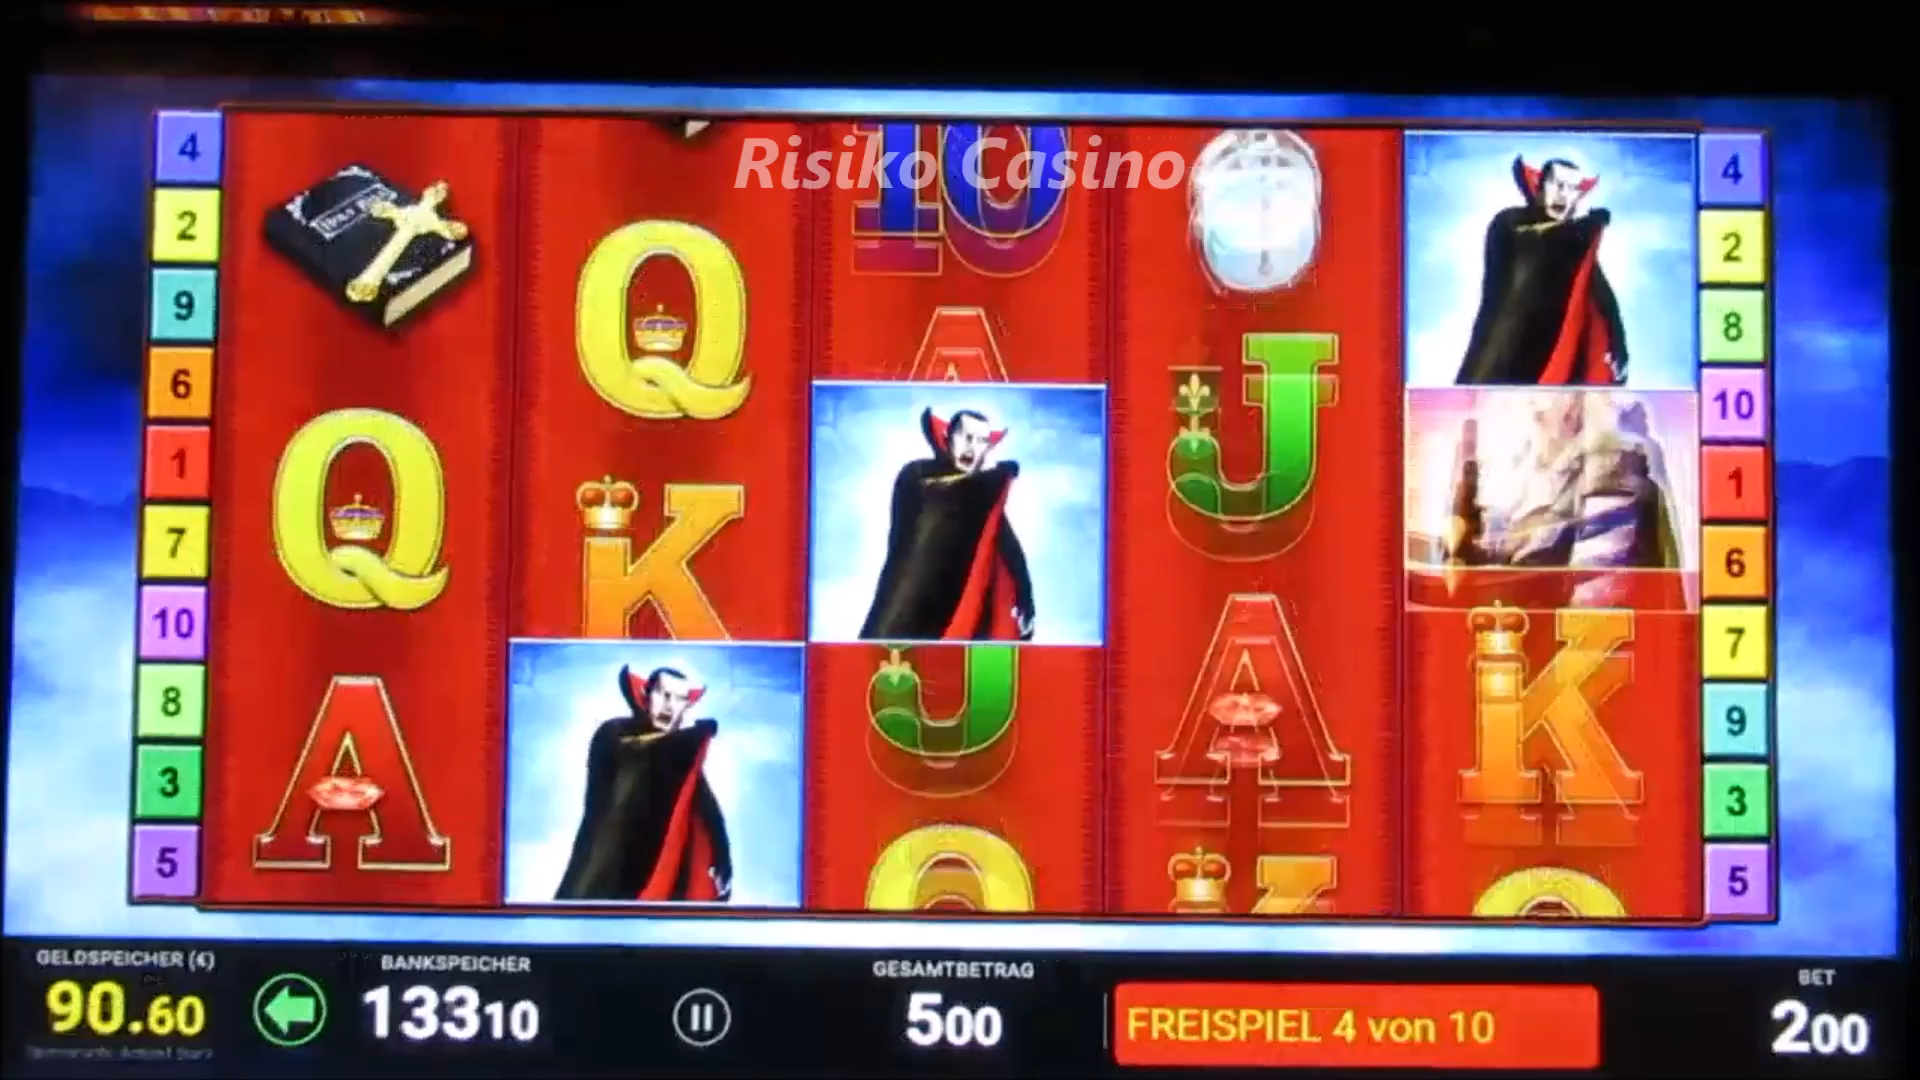 Risiko Casino
4
2
9
6
1
7
10
8
3
5
Q
A
Q
K
10
A
J
Q
J
A
K
K
Q
4
2
8
10
1
6
7
9
3
5
GELDSPEICHER (€)
90.60
BANKSPEICHER
13310
GESAMTBETRAG
500
FREISPIEL 4 von 10
BET
200